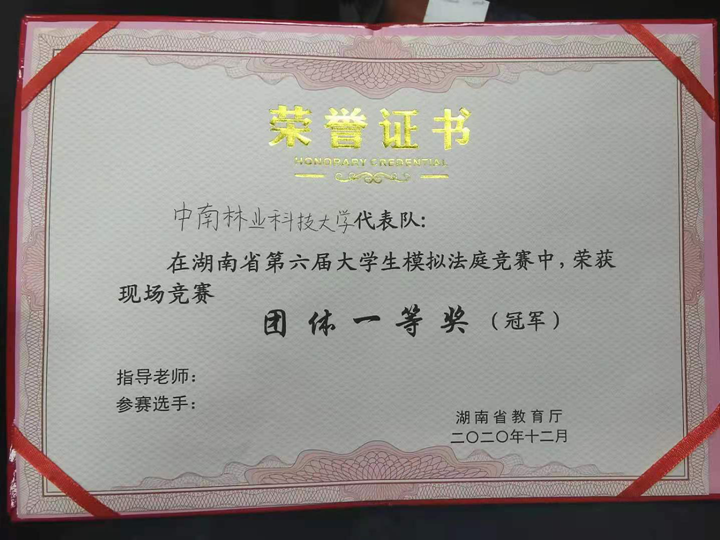 荣誉证书
HONORARY CREDENTIAL
中南林业科技大学代表队：
在湖南省第六届大学生模拟法庭竞赛中，荣获
现场竞赛
团体一等奖（冠军）
指导老师：
参赛选手：
湖南省教育厅
二〇二〇年十二月